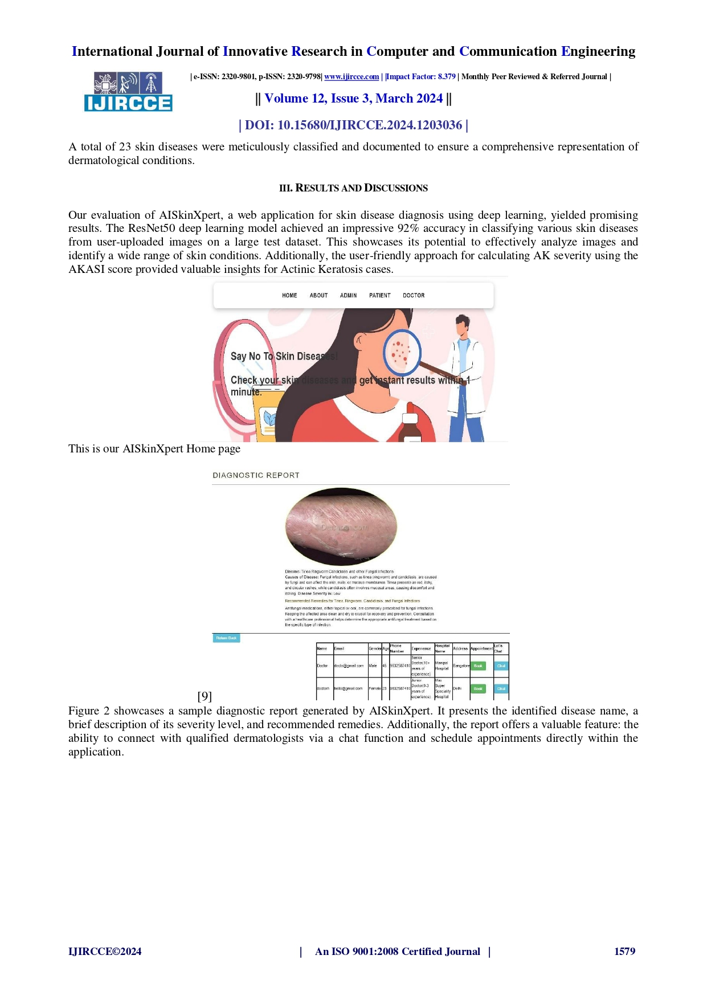 International Journal of Innovative Research in Computer and Communication Engineering
| e-ISSN: 2320-9801, p-ISSN: 2320-9798| www.ijircce.com | |Impact Factor: 8.379 | Monthly Peer Reviewed & Referred Journal |
IJIRCCE
|| Volume 12, Issue 3, March 2024 ||
| DOI: 10.15680/IJIRCCE.2024.1203036 |
A total of 23 skin diseases were meticulously classified and documented to ensure a comprehensive representation of
dermatological conditions.
III. RESULTS AND DISCUSSIONS
Our evaluation of AISkinXpert, a web application for skin disease diagnosis using deep learning, yielded promising
results. The ResNet50 deep learning model achieved an impressive 92% accuracy in classifying various skin diseases
from user-uploaded images on a large test dataset. This showcases its potential to effectively analyze images and
identify a wide range of skin conditions. Additionally, the user-friendly approach for calculating AK severity using the
AKASI score provided valuable insights for Actinic Keratosis cases.
HOME ABOUT ADMIN PATIENT DOCTOR
Say No To Skin Diseases!
Check your skin diseases and get instant results within 1
minute.
This is our AISkinXpert Home page
DIAGNOSTIC REPORT
Disease: Tinea Ringworm Candidiasis and other Fungal Infections
Causes of Disease: Fungal infections, such as tinea (ringworm) and candidiasis, are caused
by fungi and can affect the skin, nails, or mucous membranes. Tinea presents as red, itchy,
and circular rashes, while candidiasis often involves mucosal areas, causing discomfort and
itching. Disease Severity is: Low
Recommended Remedies for Tinea, Ringworm, Candidiasis, and Fungal Infections
Antifungal medications, either topical or oral, are commonly prescribed for fungal infections.
Keeping the affected area clean and dry is crucial for recovery and prevention. Consultation
with a healthcare professional helps determine the appropriate antifungal treatment based on
the specific type of infection.
Return Back
Name Email Gender Age Phone Number Experience Hospital Name Address Appointment Let's Chat
Doctor docto@gmail.com Male 45 9632587410 Senior Doctor(10+ years of experience) Manipal Hospital Bangalore Book Chat
doctorh hello@gmail.com Female 23 9632587410 Junior Doctor(0-3 years of experience) Max Super Speciality Hospital Delhi Book Chat
[9]
Figure 2 showcases a sample diagnostic report generated by AISkinXpert. It presents the identified disease name, a
brief description of its severity level, and recommended remedies. Additionally, the report offers a valuable feature: the
ability to connect with qualified dermatologists via a chat function and schedule appointments directly within the
application.
IJIRCCE©2024 | An ISO 9001:2008 Certified Journal | 1579